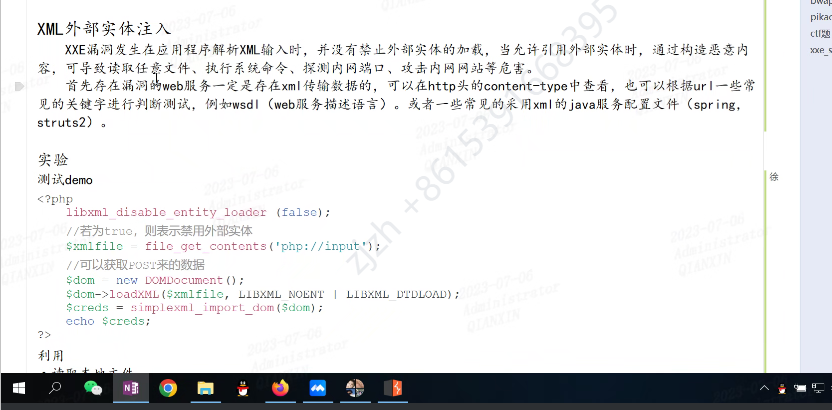 Dwap
pikac
ctf题
xxe_s
XML外部实体注入
XXE漏洞发生在应用程序解析XML输入时，并没有禁止外部实体的加载，当允许引用外部实体时，通过构造恶意内
容，可导致读取任意文件、执行系统命令、探测内网端口、攻击内网网站等危害。
首先存在漏洞的web服务一定是存在xml传输数据的，可以在http头的content-type中查看，也可以根据url一些常
见的关键字进行判断测试，例如wsdl（web服务描述语言）。或者一些常见的采用xml的java服务配置文件（spring，
struts2）。
实验
测试demo
徐
<?php
libxml_disable_entity_loader (false);
//若为true，则表示禁用外部实体
$xmlfile = file_get_contents('php://input');
//可以获取POST来的数据
$dom = new DOMDocument();
$dom->loadXML($xmlfile, LIBXML_NOENT | LIBXML_DTDLOAD);
$creds = simplexml_import_dom($dom);
echo $creds;
?>
利用
• 读取本地文件
zjzh +8615391668395
2023-07-06
Administrator
QIANXIN